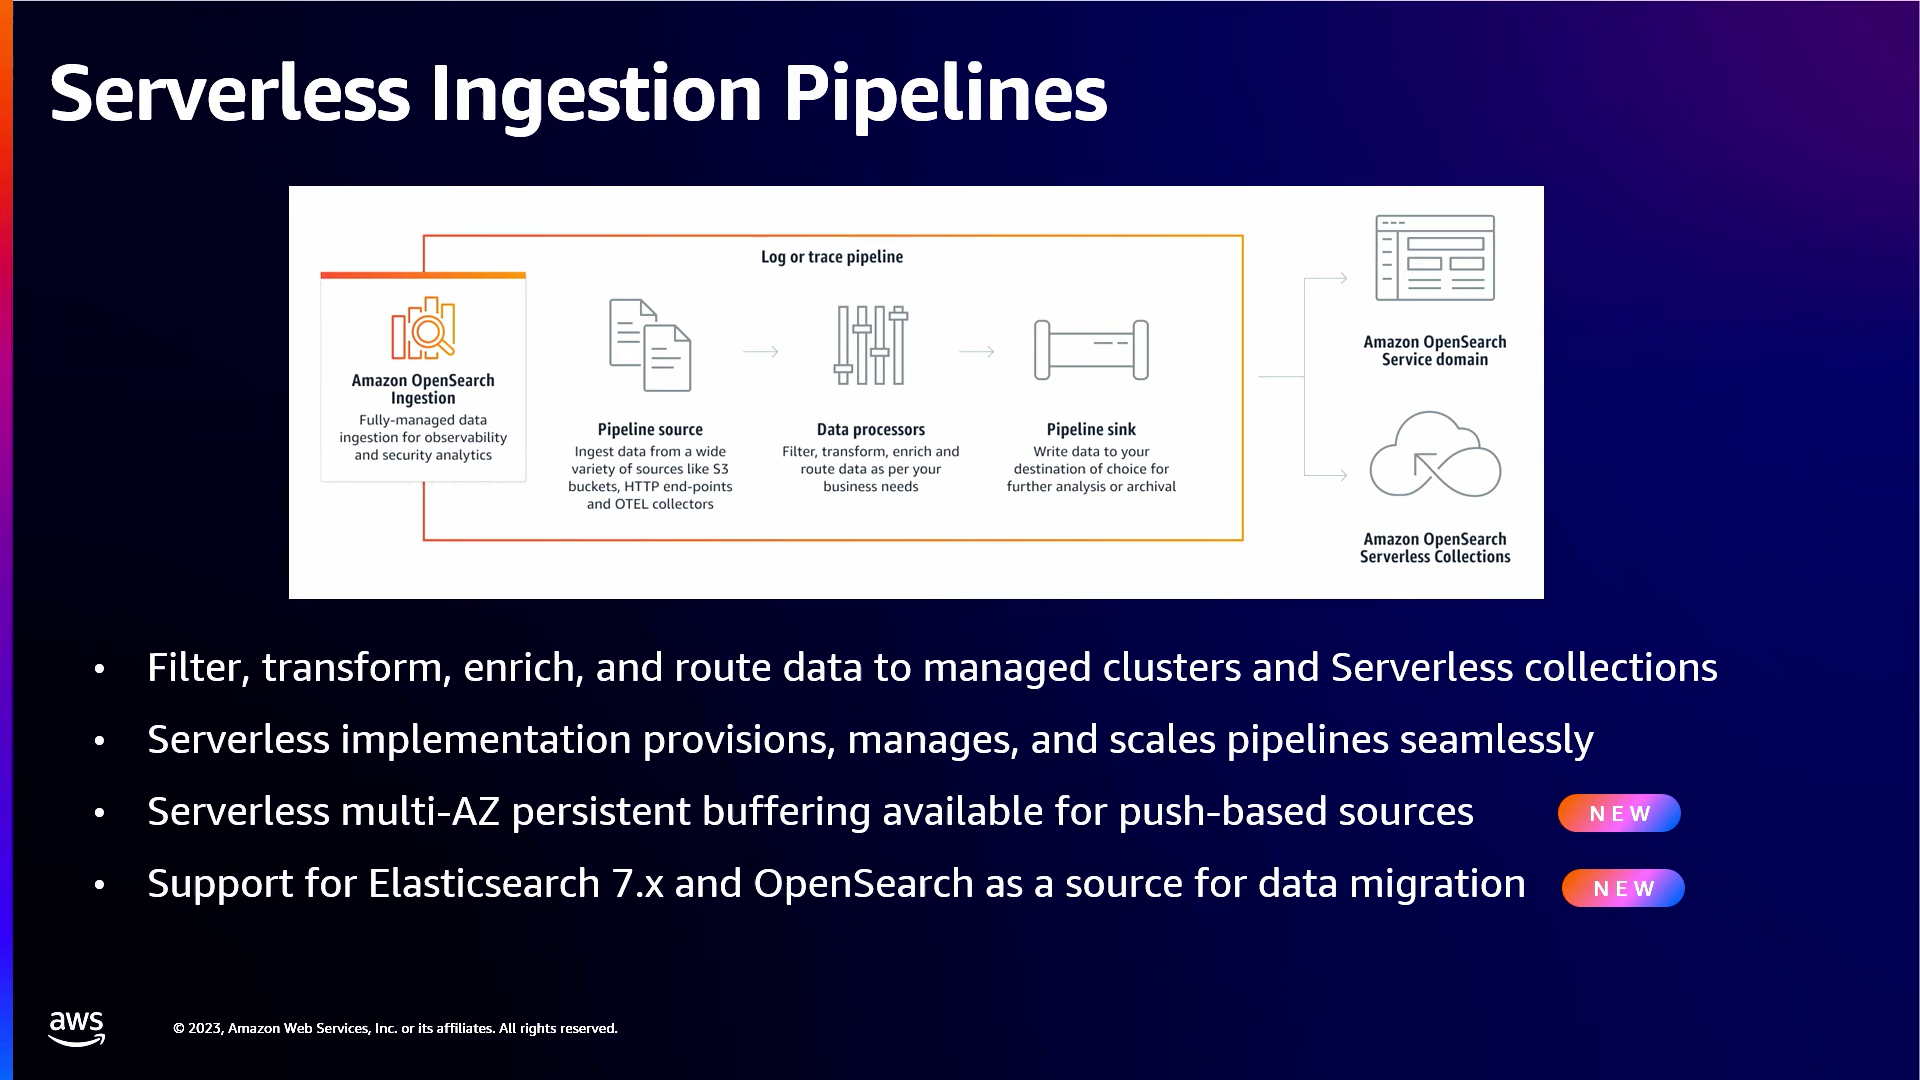 Serverless Ingestion Pipelines
Log or trace pipeline
Amazon OpenSearch
Ingestion
Fully-managed data
ingestion for observability
and security analytics
Pipeline source
Ingest data from a wide
variety of sources like S3
buckets, HTTP end-points
and OTEL collectors
Data processors
Filter, transform, enrich and
route data as per your
business needs
Pipeline sink
Write data to your
destination of choice for
further analysis or archival
Amazon OpenSearch
Service domain
Amazon OpenSearch
Serverless Collections
• Filter, transform, enrich, and route data to managed clusters and Serverless collections
• Serverless implementation provisions, manages, and scales pipelines seamlessly
• Serverless multi-AZ persistent buffering available for push-based sources NEW
• Support for Elasticsearch 7.x and OpenSearch as a source for data migration NEW
aws
© 2023, Amazon Web Services, Inc. or its affiliates. All rights reserved.